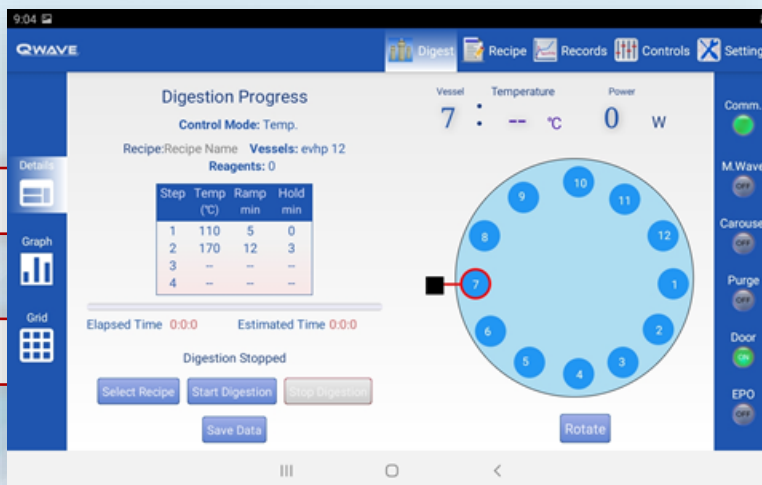 9:04
QWAVE
Digest Recipe Records Controls Setting
Digestion Progress
Control Mode: Temp.
Recipe:Recipe Name Vessels: evhp 12
Reagents: 0
Step Temp Ramp Hold
(°C) min min
1 110 5 0
2 170 12 3
3 -- -- --
4 -- -- --
Elapsed Time 0:0:0 Estimated Time 0:0:0
Digestion Stopped
Select Recipe Start Digestion Stop Digestion
Save Data
Details
Graph
Grid
Vessel Temperature Power
7 : -- °C 0 W
10
9
11
8
12
7
1
6
2
5
3
4
Rotate
Comm.
M.Wave
OFF
Carousel
OFF
Purge
OFF
Door
ON
EPO
OFF